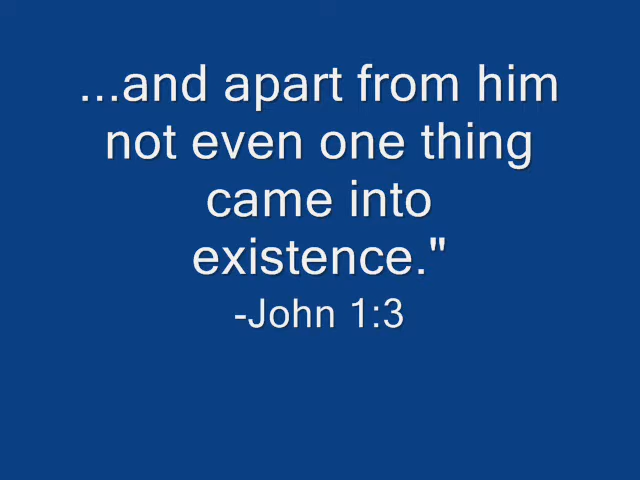 ...and apart from him
not even one thing
came into
existence."
-John 1:3